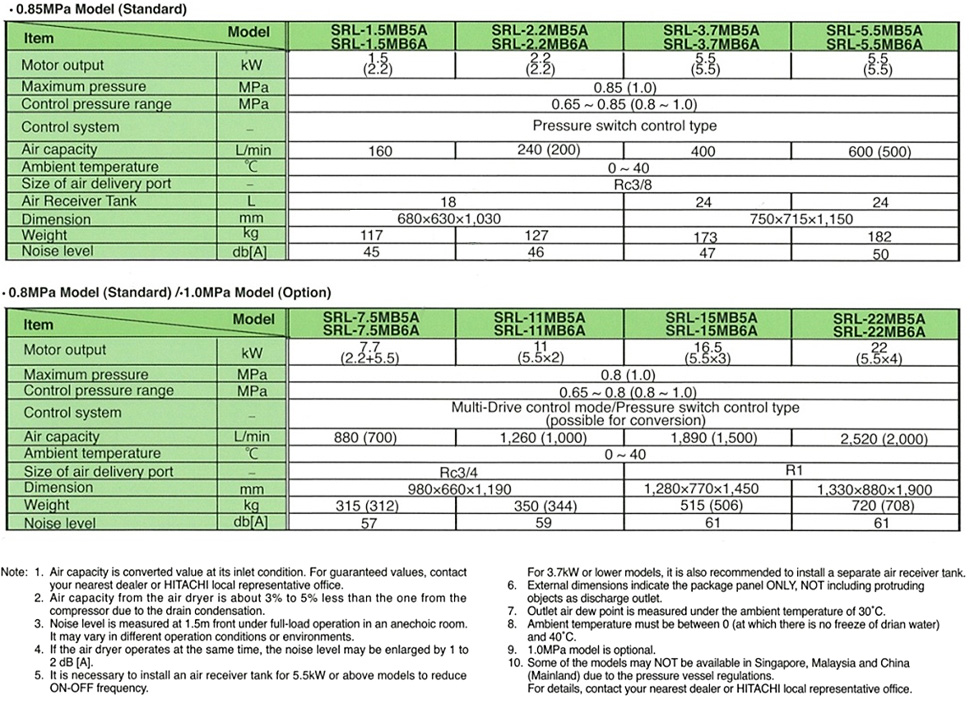 · 0.85MPa Model (Standard)
Item Model SRL-1.5MB5A SRL-2.2MB5A SRL-3.7MB5A SRL-5.5MB5A
SRL-1.5MB6A SRL-2.2MB6A SRL-3.7MB6A SRL-5.5MB6A
Motor output kW 1.5 2.2 5.5 5.5
(2.2) (2.2) (5.5) (5.5)
Maximum pressure MPa 0.85 (1.0)
Control pressure range MPa 0.65 ~ 0.85 (0.8 ~ 1.0)
Control system – Pressure switch control type
Air capacity L/min 160 240 (200) 400 600 (500)
Ambient temperature ℃ 0 ~ 40
Size of air delivery port – Rc3/8
Air Receiver Tank L 18 24 24
Dimension mm 680×630×1,030 750×715×1,150
Weight kg 117 127 173 182
Noise level db[A] 45 46 47 50
· 0.8MPa Model (Standard) /·1.0MPa Model (Option)
Item Model SRL-7.5MB5A SRL-11MB5A SRL-15MB5A SRL-22MB5A
SRL-7.5MB6A SRL-11MB6A SRL-15MB6A SRL-22MB6A
Motor output kW 7.7 11 16.5 22
(2.2+5.5) (5.5×2) (5.5×3) (5.5×4)
Maximum pressure MPa 0.8 (1.0)
Control pressure range MPa 0.65 ~ 0.8 (0.8 ~ 1.0)
Control system – Multi-Drive control mode/Pressure switch control type
(possible for conversion)
Air capacity L/min 880 (700) 1,260 (1,000) 1,890 (1,500) 2,520 (2,000)
Ambient temperature ℃ 0 ~ 40
Size of air delivery port – Rc3/4 R1
Dimension mm 980×660×1,190 1,280×770×1,450 1,330×880×1,900
Weight kg 315 (312) 350 (344) 515 (506) 720 (708)
Noise level db[A] 57 59 61 61
Note: 1. Air capacity is converted value at its inlet condition. For guaranteed values, contact
your nearest dealer or HITACHI local representative office.
2. Air capacity from the air dryer is about 3% to 5% less than the one from the
compressor due to the drain condensation.
3. Noise level is measured at 1.5m front under full-load operation in an anechoic room.
It may vary in different operation conditions or environments.
4. If the air dryer operates at the same time, the noise level may be enlarged by 1 to
2 dB [A].
5. It is necessary to install an air receiver tank for 5.5kW or above models to reduce
ON-OFF frequency.
For 3.7kW or lower models, it is also recommended to install a separate air receiver tank.
6. External dimensions indicate the package panel ONLY, NOT including protruding
objects as discharge outlet.
7. Outlet air dew point is measured under the ambient temperature of 30˚C.
8. Ambient temperature must be between 0 (at which there is no freeze of drian water)
and 40˚C.
9. 1.0MPa model is optional.
10. Some of the models may NOT be available in Singapore, Malaysia and China
(Mainland) due to the pressure vessel regulations.
For details, contact your nearest dealer or HITACHI local representative office.